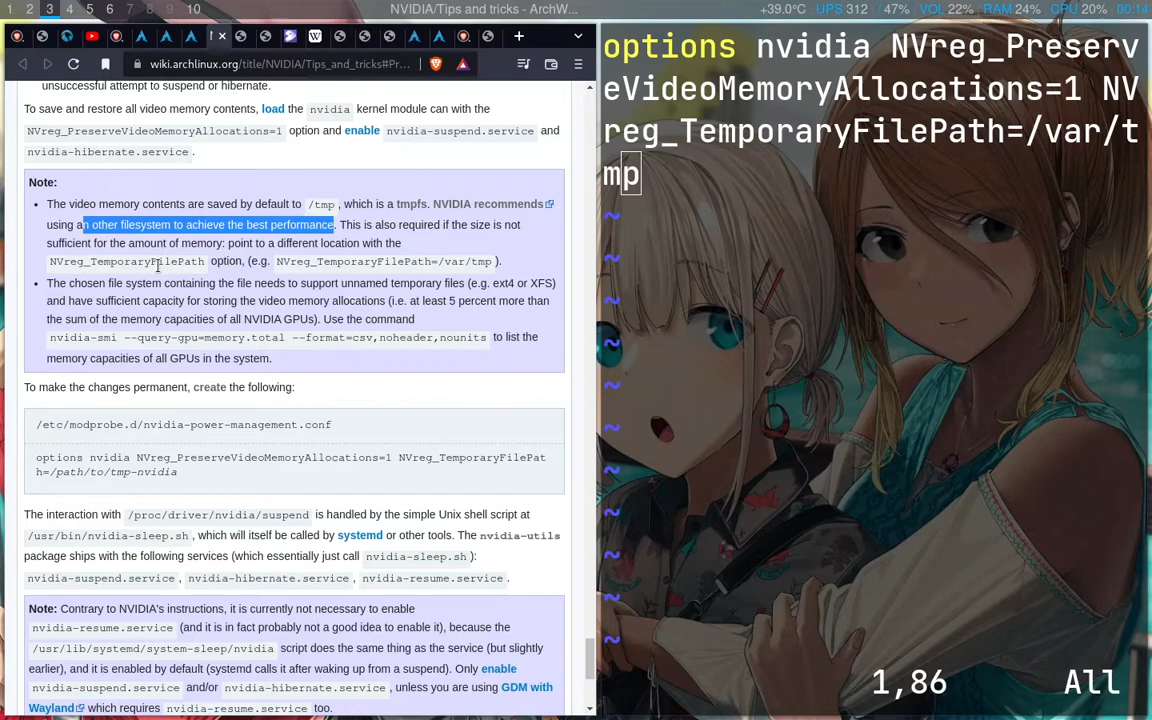 1 2 3 4 5 6 7 8 9 10
NVIDIA/Tips and tricks - ArchW...
+39.0°C UPS 312 / 47% VOL 22% RAM 24% CPU 20% 00:14
wiki.archlinux.org/title/NVIDIA/Tips_and_tricks#Pr...
unsuccessful attempt to suspend or hibernate.
To save and restore all video memory contents, load the nvidia kernel module can with the
NVreg_PreserveVideoMemoryAllocations=1 option and enable nvidia-suspend.service and
nvidia-hibernate.service.
Note:
• The video memory contents are saved by default to /tmp, which is a tmpfs. NVIDIA recommends
using an other filesystem to achieve the best performance. This is also required if the size is not
sufficient for the amount of memory: point to a different location with the
NVreg_TemporaryFilePath option, (e.g. NVreg_TemporaryFilePath=/var/tmp).
• The chosen file system containing the file needs to support unnamed temporary files (e.g. ext4 or XFS)
and have sufficient capacity for storing the video memory allocations (i.e. at least 5 percent more than
the sum of the memory capacities of all NVIDIA GPUs). Use the command
nvidia-smi --query-gpu=memory.total --format=csv,noheader,nounits to list the
memory capacities of all GPUs in the system.
To make the changes permanent, create the following:
/etc/modprobe.d/nvidia-power-management.conf
options nvidia NVreg_PreserveVideoMemoryAllocations=1 NVreg_TemporaryFilePat
h=/path/to/tmp-nvidia
The interaction with /proc/driver/nvidia/suspend is handled by the simple Unix shell script at
/usr/bin/nvidia-sleep.sh, which will itself be called by systemd or other tools. The nvidia-utils
package ships with the following services (which essentially just call nvidia-sleep.sh):
nvidia-suspend.service, nvidia-hibernate.service, nvidia-resume.service.
Note: Contrary to NVIDIA's instructions, it is currently not necessary to enable
nvidia-resume.service (and it is in fact probably not a good idea to enable it), because the
/usr/lib/systemd/system-sleep/nvidia script does the same thing as the service (but slightly
earlier), and it is enabled by default (systemd calls it after waking up from a suspend). Only enable
nvidia-suspend.service and/or nvidia-hibernate.service, unless you are using GDM with
Wayland which requires nvidia-resume.service too.
options nvidia NVreg_Preserv
eVideoMemoryAllocations=1 NV
reg_TemporaryFilePath=/var/t
mp
~
~
~
~
~
~
~
~
~
~
~
1,86 All